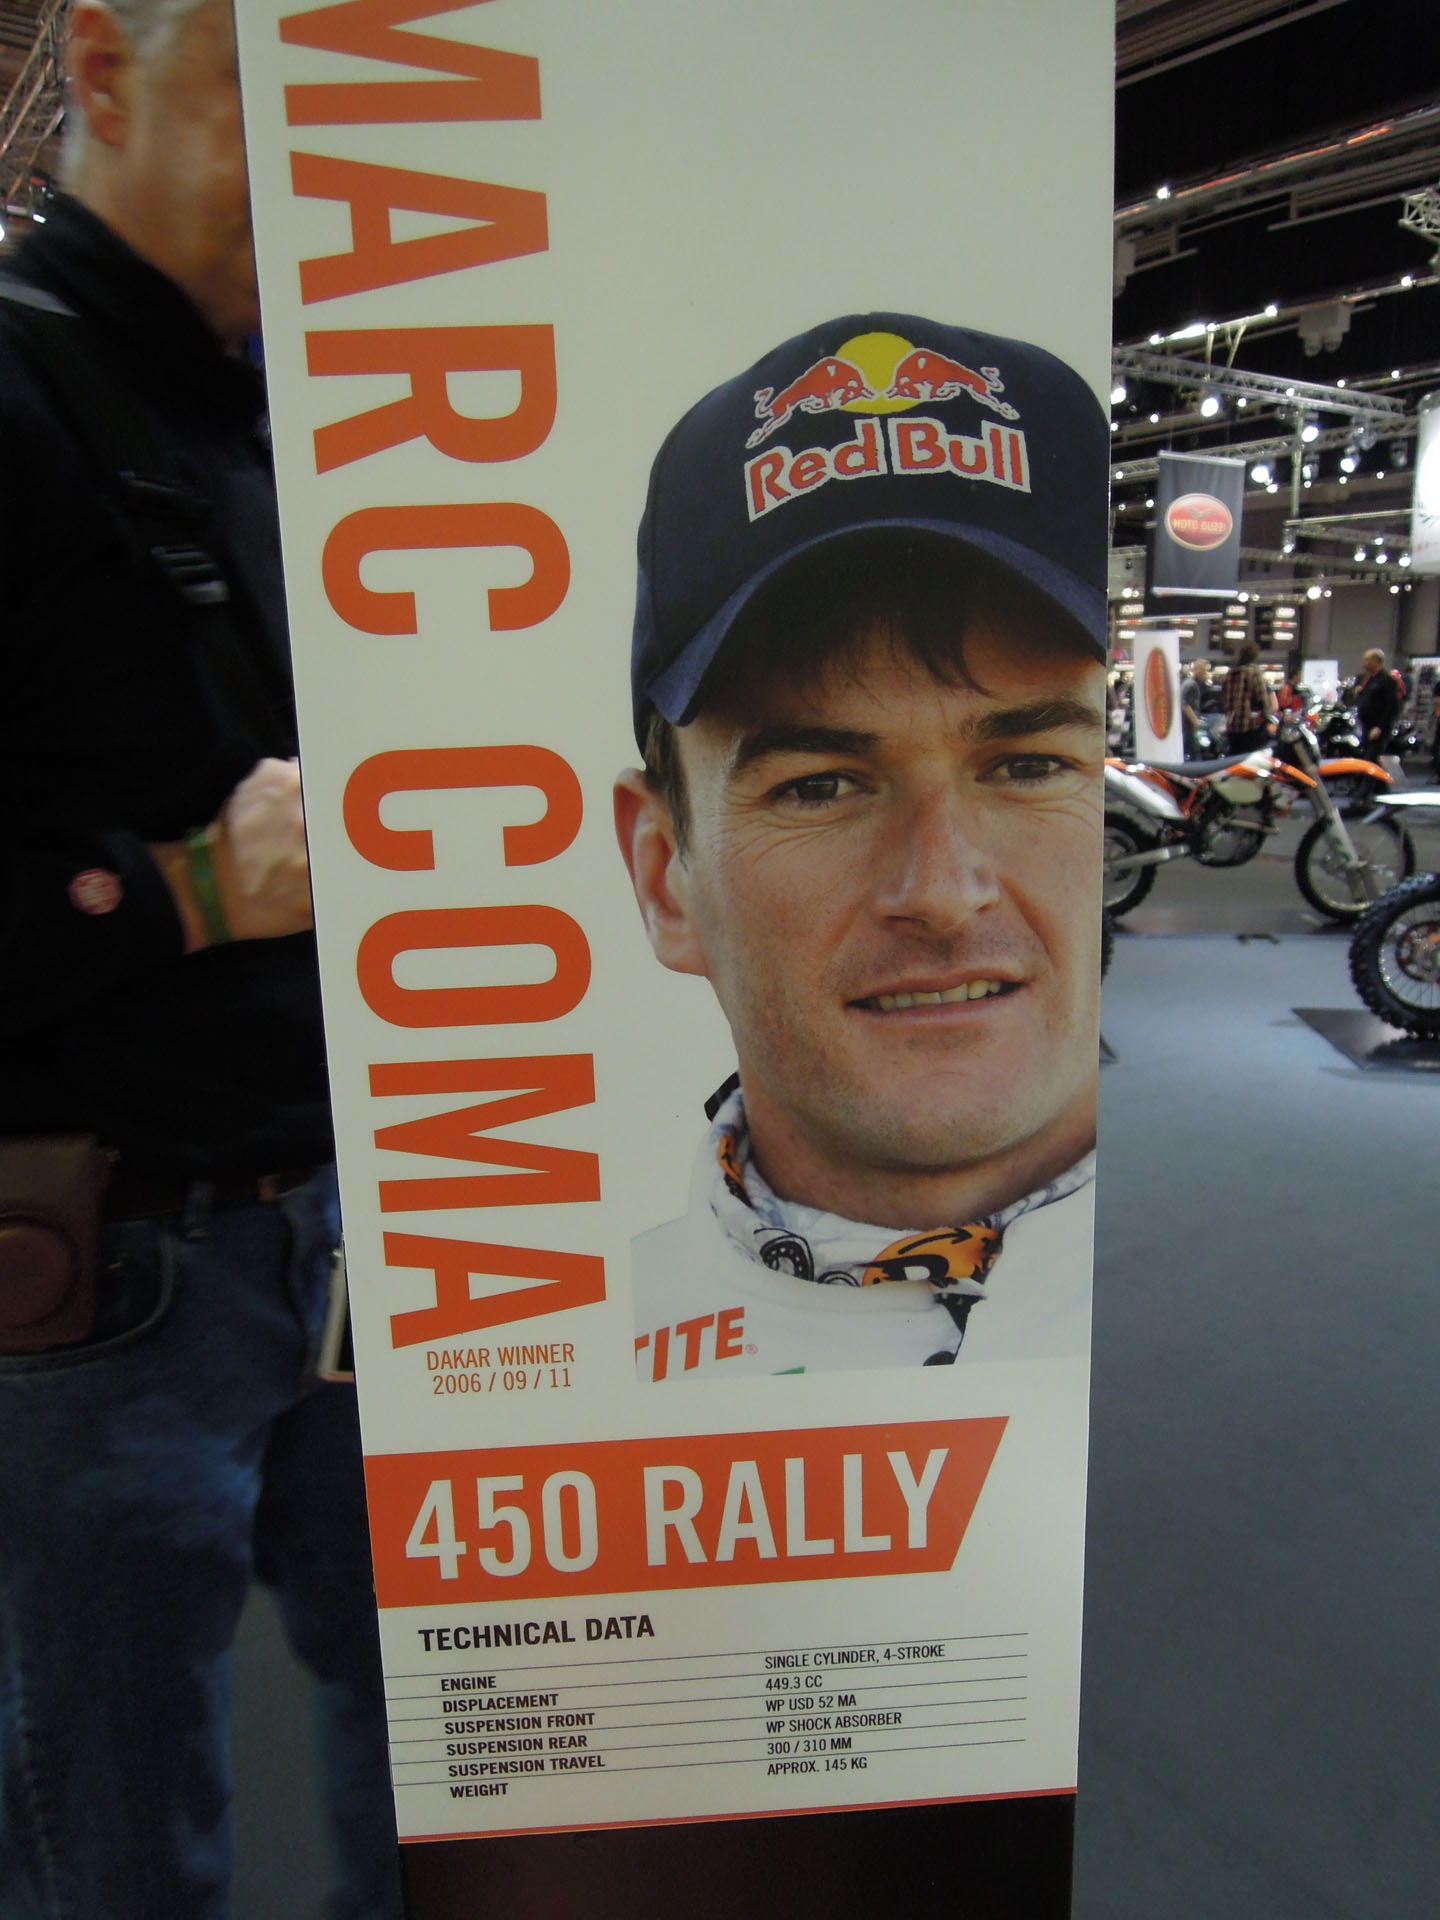 MARC COMA
Red Bull
TITE®
DAKAR WINNER
2006 / 09 / 11
450 RALLY
TECHNICAL DATA
ENGINE SINGLE CYLINDER, 4-STROKE
DISPLACEMENT 449.3 CC
SUSPENSION FRONT WP USD 52 MA
SUSPENSION REAR WP SHOCK ABSORBER
SUSPENSION TRAVEL 300 / 310 MM
WEIGHT APPROX. 145 KG
MOTO GUZZI